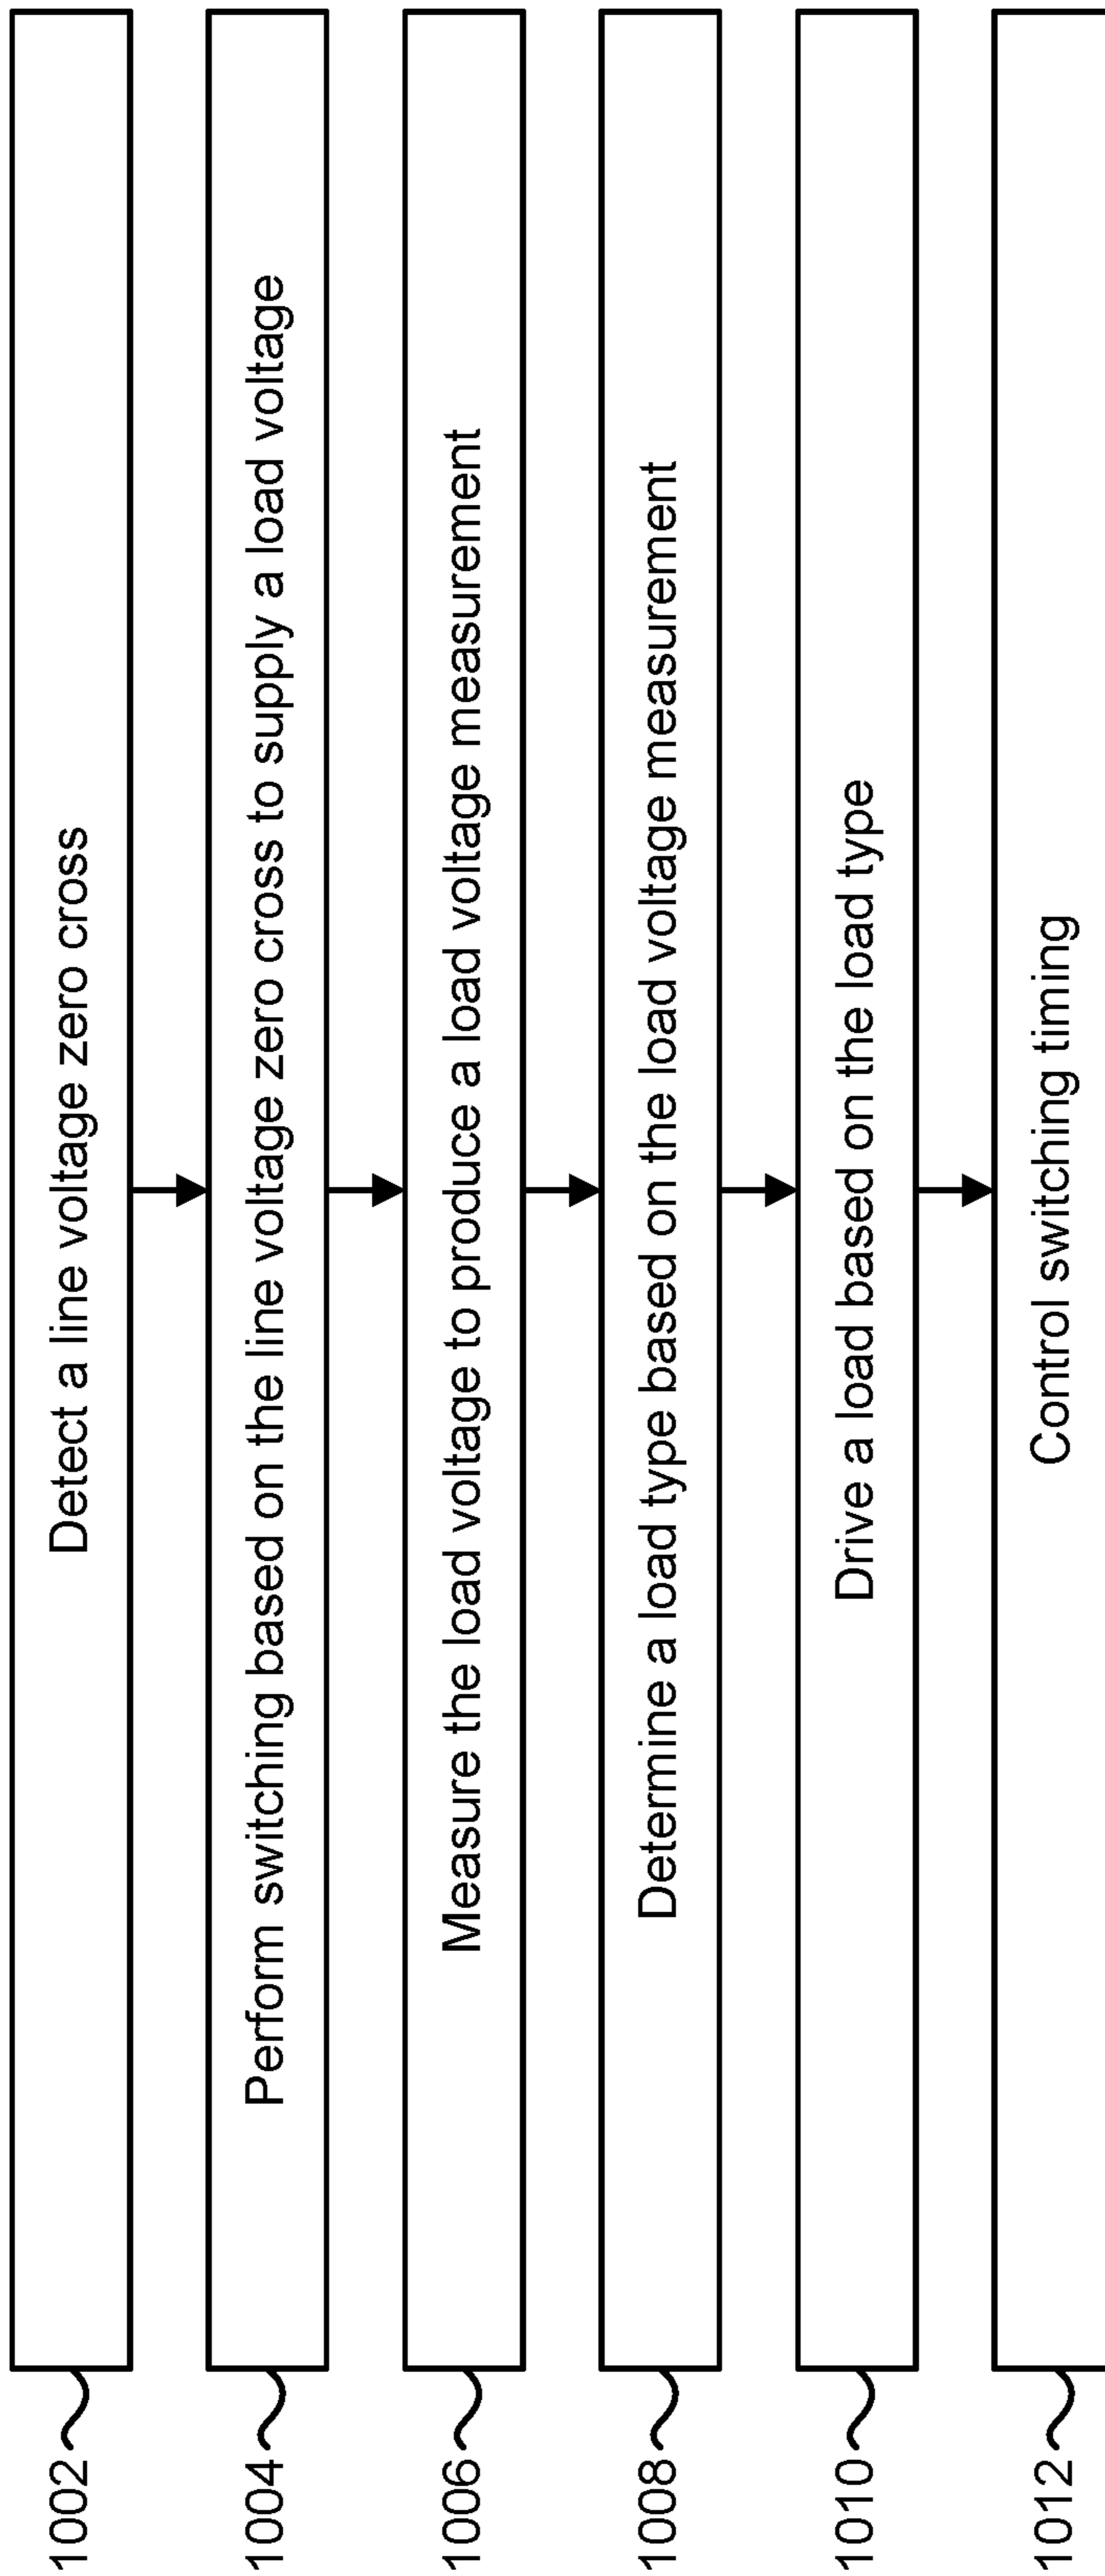 1002
Detect a line voltage zero cross
1004
Perform switching based on the line voltage zero cross to supply a load voltage
1006
Measure the load voltage to produce a load voltage measurement
1008
Determine a load type based on the load voltage measurement
1010
Drive a load based on the load type
1012
Control switching timing